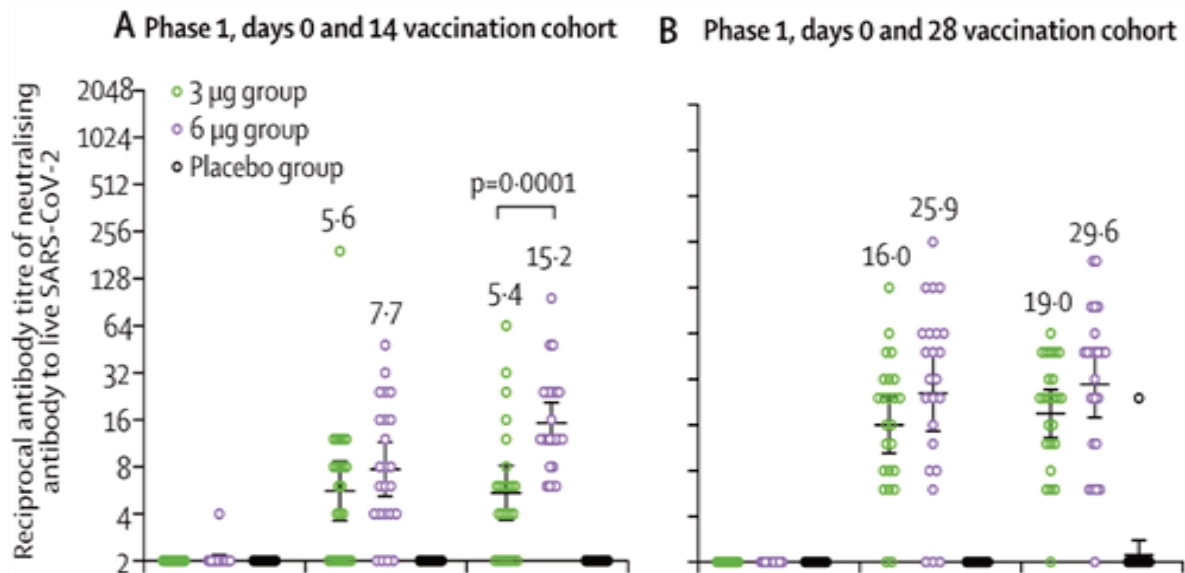 A Phase 1, days 0 and 14 vaccination cohort
B Phase 1, days 0 and 28 vaccination cohort
Reciprocal antibody titre of neutralising
antibody to live SARS-CoV-2
2048
1024
512
256
128
64
32
16
8
4
2
3 µg group
6 µg group
Placebo group
p=0·0001
5·6
7·7
5·4
15·2
16·0
25·9
19·0
29·6